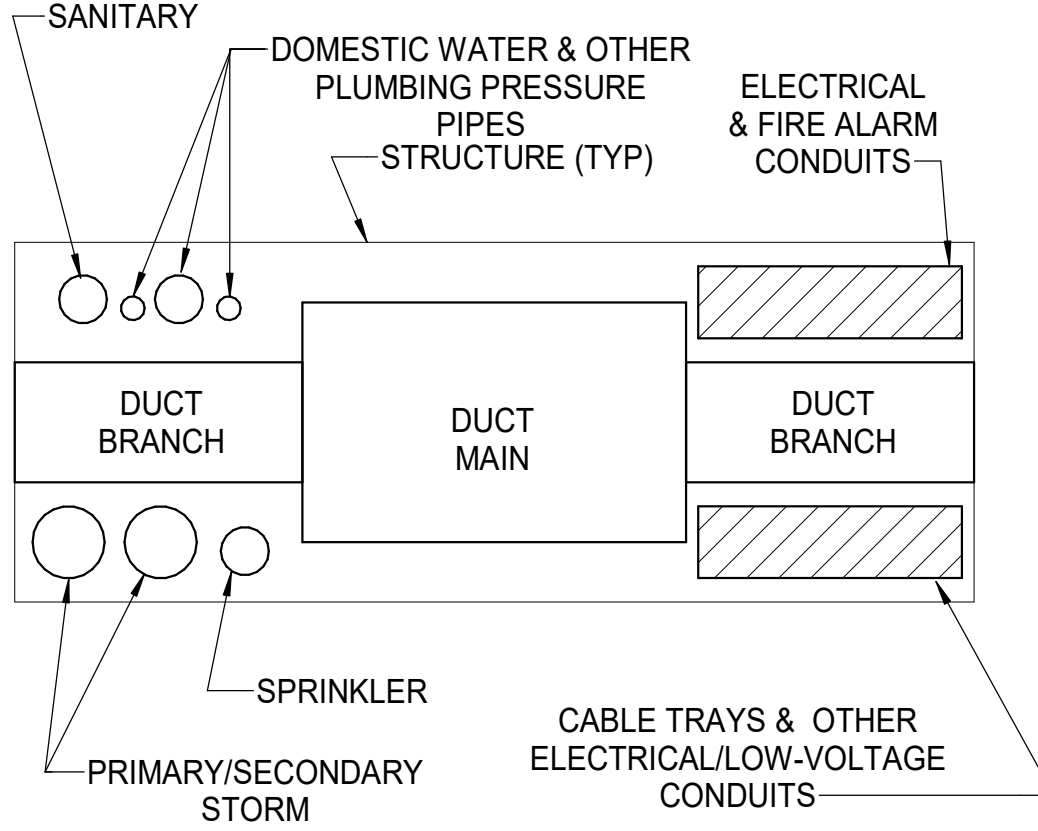 SANITARY
DOMESTIC WATER & OTHER
PLUMBING PRESSURE
PIPES
STRUCTURE (TYP)
ELECTRICAL
& FIRE ALARM
CONDUITS
DUCT
BRANCH
DUCT
MAIN
DUCT
BRANCH
SPRINKLER
PRIMARY/SECONDARY
STORM
CABLE TRAYS & OTHER
ELECTRICAL/LOW-VOLTAGE
CONDUITS